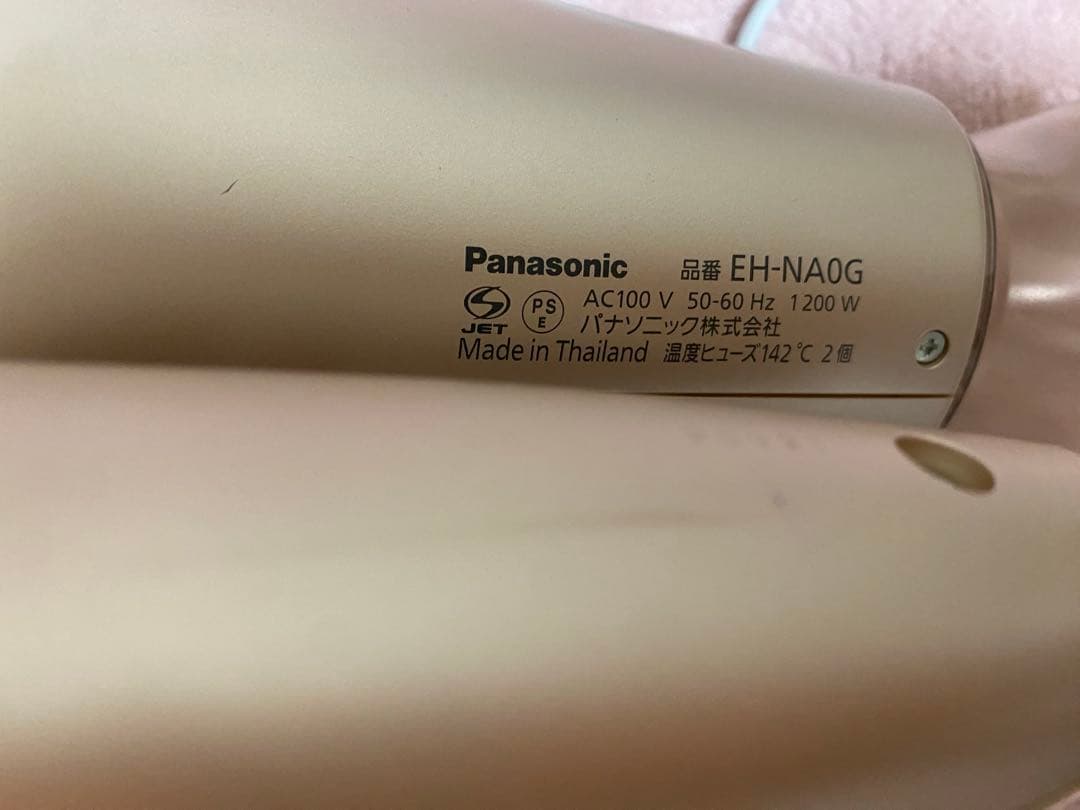 Panasonic 品番 EH-NA0G
S JET PS E AC100 V 50-60 Hz 1200 W
パナソニック株式会社
Made in Thailand 温度ヒューズ142℃ 2個